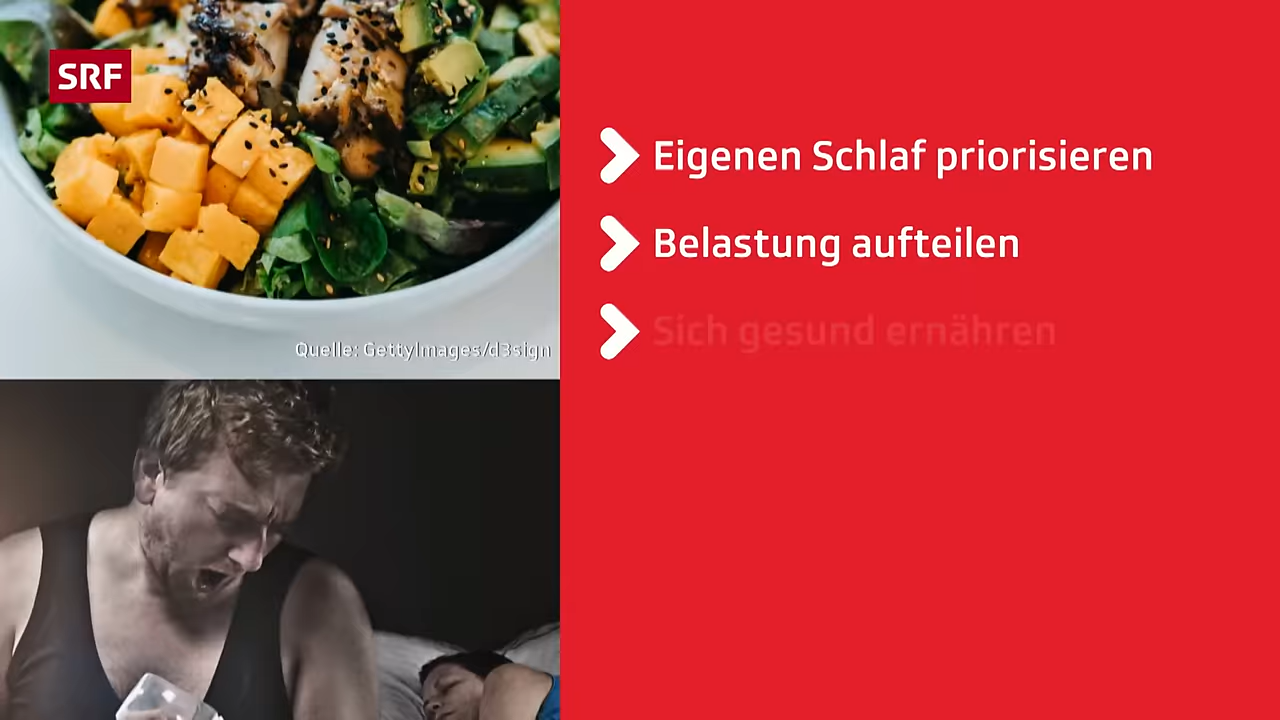 SRF
Quelle: GettyImages/d3sign
Eigenen Schlaf priorisieren
Belastung aufteilen
Sich gesund ernähren